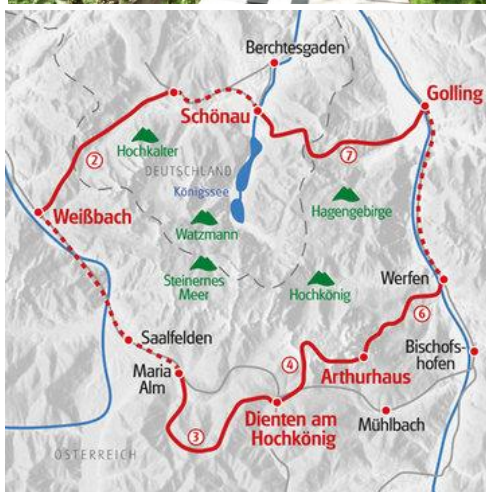 Berchtesgaden
Golling
Schönau
Hochkalter
2
DEUTSCHLAND
7
Königssee
Hagengebirge
Weißbach
Watzmann
Steinernes
Meer
Hochkönig
Werfen
6
Saalfelden
Bischofs-
hofen
Maria
Alm
4
Arthurhaus
Dienten am
Hochkönig
Mühlbach
3
ÖSTERREICH